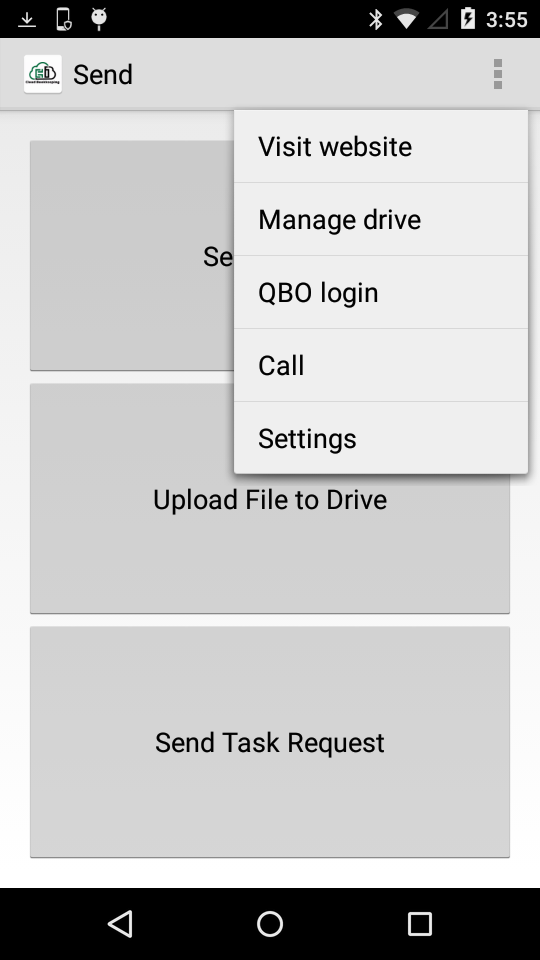 3:55
Send
Visit website
Manage drive
QBO login
Call
Settings
Se
Upload File to Drive
Send Task Request